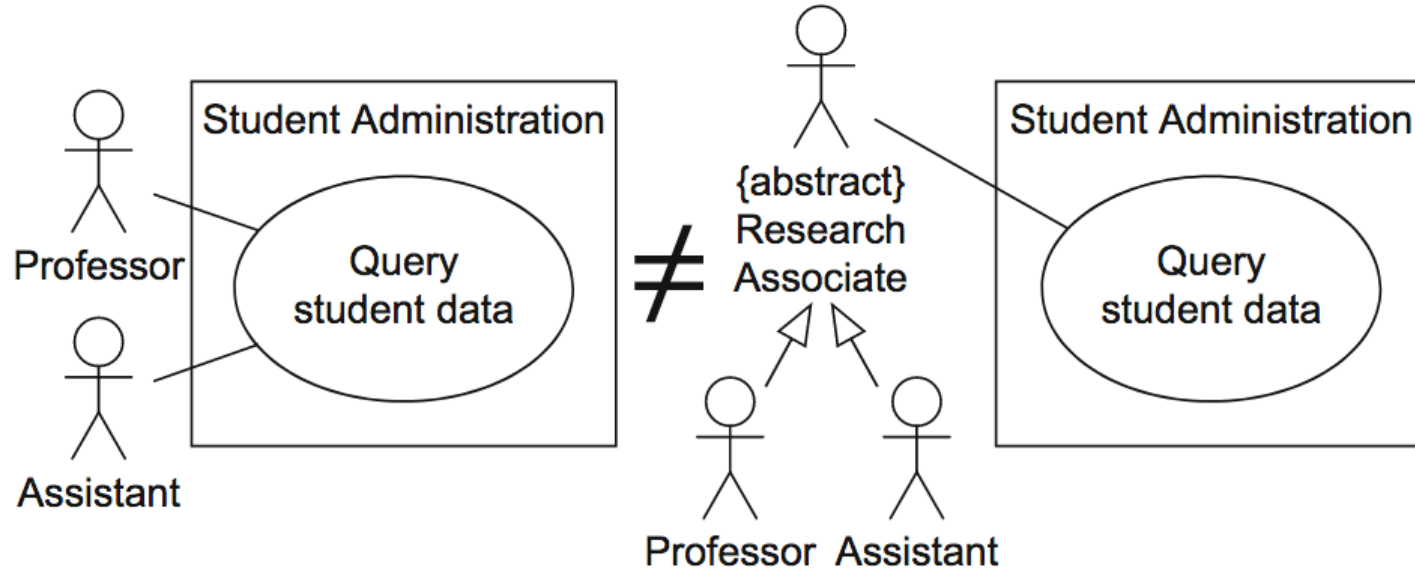 Student Administration
Query
student data
Professor
Assistant
≠
{abstract}
Research
Associate
Professor
Assistant
Student Administration
Query
student data